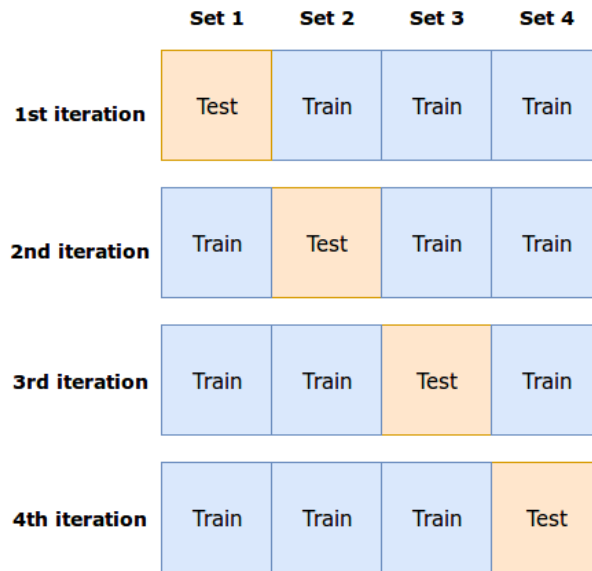 Set 1 Set 2 Set 3 Set 4
1st iteration Test Train Train Train
2nd iteration Train Test Train Train
3rd iteration Train Train Test Train
4th iteration Train Train Train Test